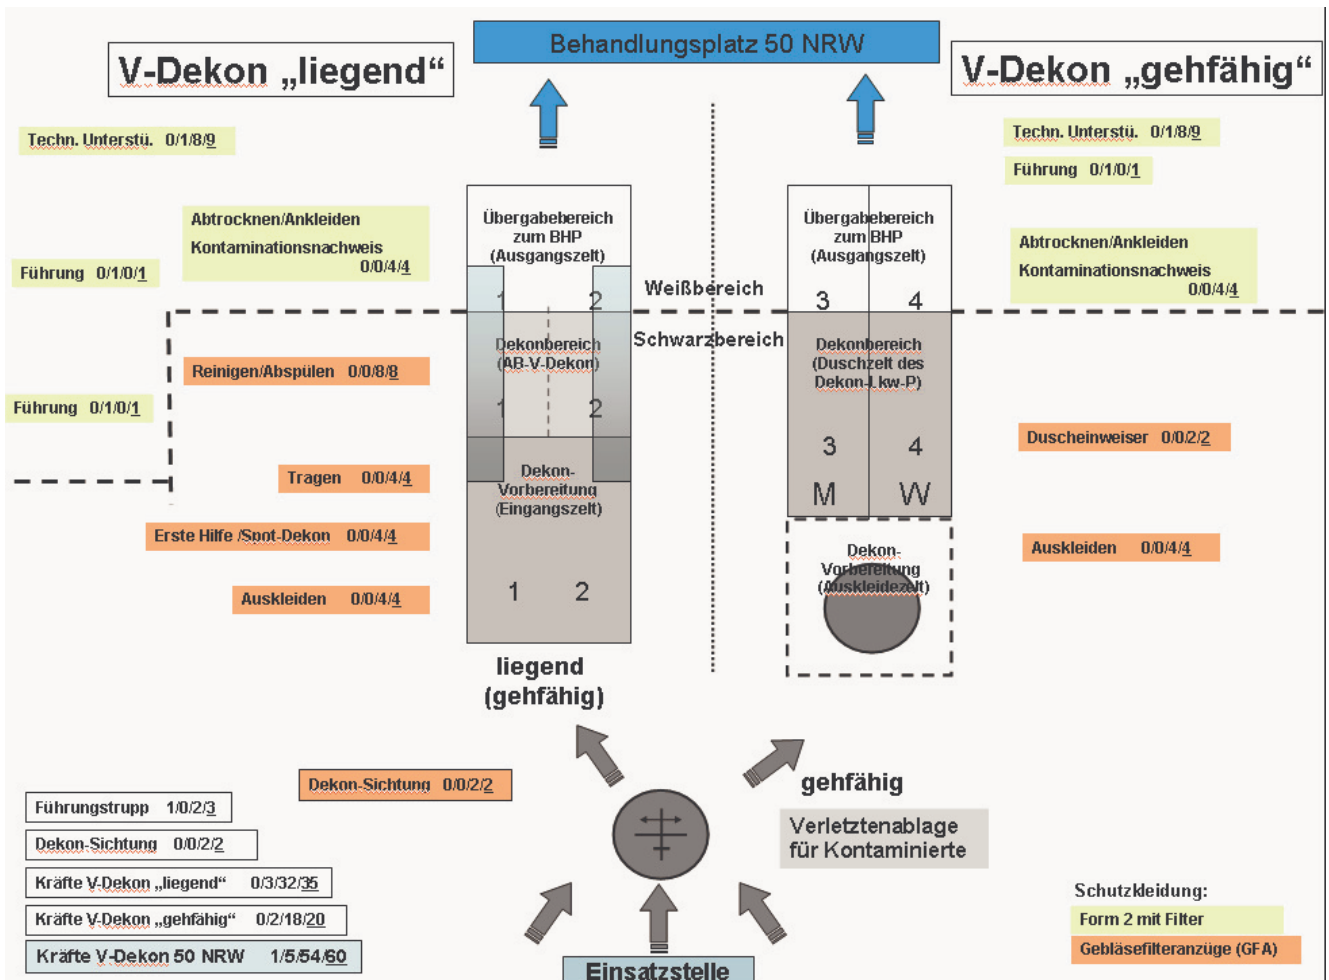 Behandlungsplatz 50 NRW
V-Dekon „liegend“
V-Dekon „gehfähig“
Techn. Unterstü. 0/1/8/9
Techn. Unterstü. 0/1/8/9
Führung 0/1/0/1
Abtrocknen/Ankleiden
Kontaminationsnachweis
0/0/4/4
Führung 0/1/0/1
Übergabebereich
zum BHP
(Ausgangszelt)
1 2
Übergabebereich
zum BHP
(Ausgangszelt)
3 4
Abtrocknen/Ankleiden
Kontaminationsnachweis
0/0/4/4
Weißbereich
Schwarzbereich
Reinigen/Abspülen 0/0/8/8
Führung 0/1/0/1
Dekonbereich
(AB-V-Dekon)
1 2
Dekonbereich
(Duschzelt des
Dekon-Lkw-P)
3 4
M W
Duscheinweiser 0/0/2/2
Tragen 0/0/4/4
Erste Hilfe /Spot-Dekon 0/0/4/4
Auskleiden 0/0/4/4
Dekon-
Vorbereitung
(Eingangszelt)
1 2
Dekon-
Vorbereitung
(Auskleidezelt)
Auskleiden 0/0/4/4
liegend
(gehfähig)
Dekon-Sichtung 0/0/2/2
gehfähig
Verletztenablage
für Kontaminierte
Führungstrupp 1/0/2/3
Dekon-Sichtung 0/0/2/2
Kräfte V-Dekon „liegend“ 0/3/32/35
Kräfte V-Dekon „gehfähig“ 0/2/18/20
Kräfte V-Dekon 50 NRW 1/5/54/60
Einsatzstelle
Schutzkleidung:
Form 2 mit Filter
Gebläsefilteranzüge (GFA)